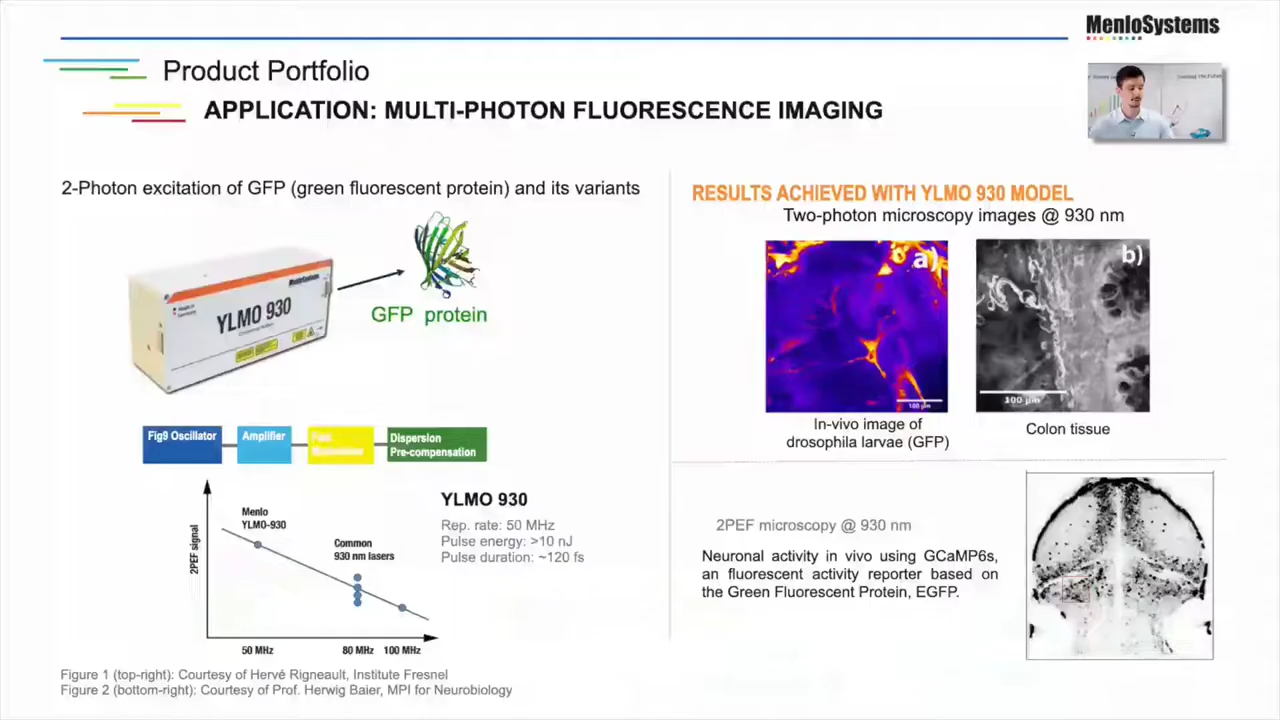 MenloSystems
Product Portfolio
APPLICATION: MULTI-PHOTON FLUORESCENCE IMAGING
2-Photon excitation of GFP (green fluorescent protein) and its variants
MenloSystems
YLMO 930
GFP protein
Fig9 Oscillator
Amplifier
Dispersion
Pre-compensation
2PEF signal
Menlo
YLMO-930
Common
930 nm lasers
50 MHz
80 MHz
100 MHz
YLMO 930
Rep. rate: 50 MHz
Pulse energy: >10 nJ
Pulse duration: ~120 fs
RESULTS ACHIEVED WITH YLMO 930 MODEL
Two-photon microscopy images @ 930 nm
a)
100 μm
b)
100 μm
In-vivo image of
drosophila larvae (GFP)
Colon tissue
2PEF microscopy @ 930 nm
Neuronal activity in vivo using GCaMP6s,
an fluorescent activity reporter based on
the Green Fluorescent Protein, EGFP.
Figure 1 (top-right): Courtesy of Hervé Rigneault, Institute Fresnel
Figure 2 (bottom-right): Courtesy of Prof. Herwig Baier, MPI for Neurobiology